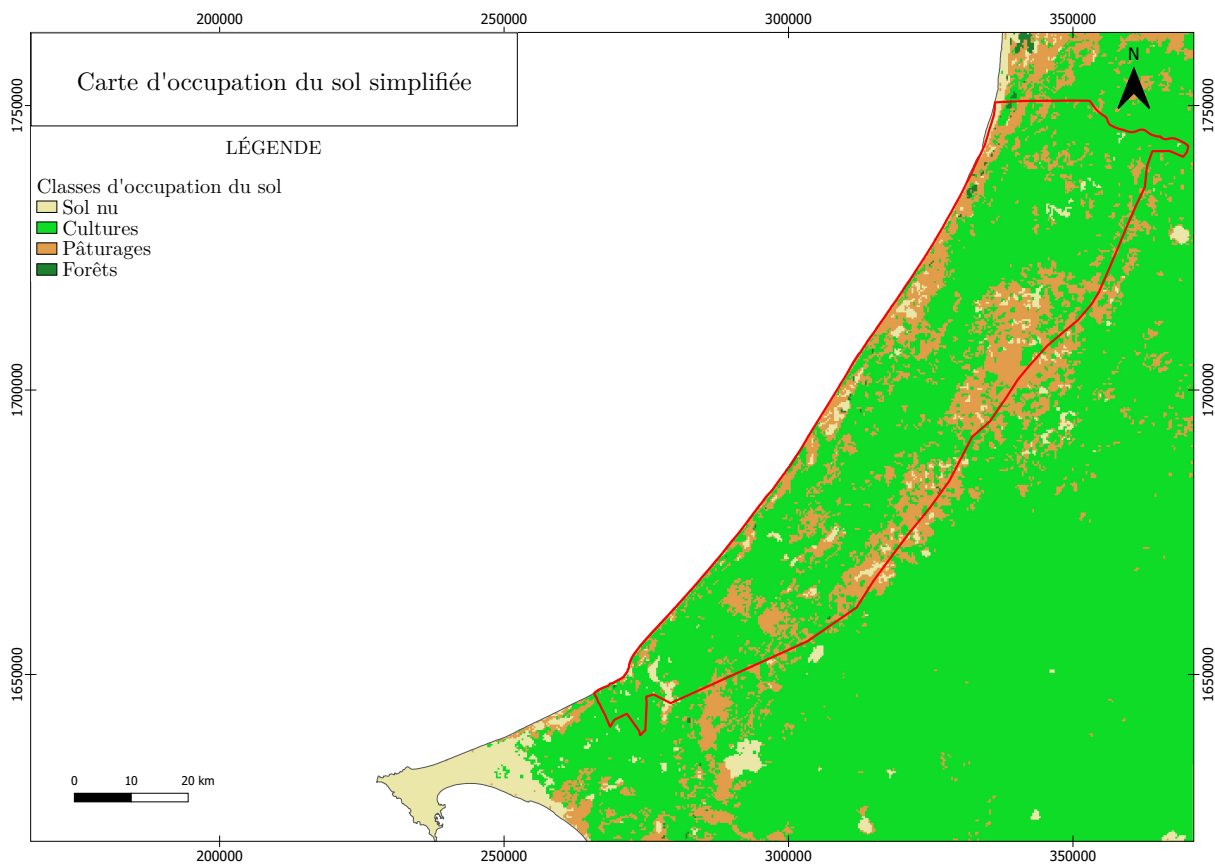 200000 250000 300000 350000
Carte d'occupation du sol simplifiée
N
1750000 1750000
LÉGENDE
Classes d'occupation du sol
Sol nu
Cultures
Pâturages
Forêts
1700000 1700000
1650000 1650000
0 10 20 km
200000 250000 300000 350000